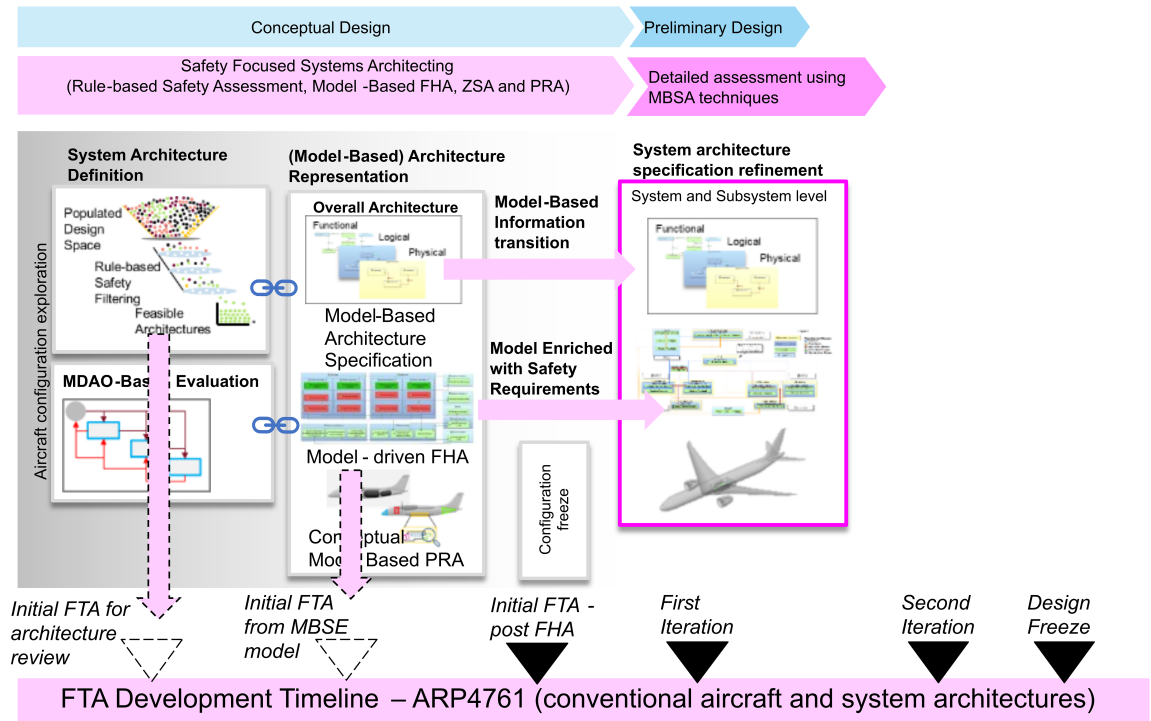 Conceptual Design
Preliminary Design
Safety Focused Systems Architecting
(Rule-based Safety Assessment, Model -Based FHA, ZSA and PRA)
Detailed assessment using
MBSA techniques
System Architecture
Definition
(Model-Based) Architecture
Representation
System architecture
specification refinement
Aircraft configuration exploration
Populated
Design
Space
Rule-based
Safety
Filtering
Feasible
Architectures
MDAO-Based Evaluation
Overall Architecture
Functional
Logical
Physical
Model-Based
Architecture
Specification
Model - driven FHA
Conceptual
Model Based PRA
Model-Based
Information
transition
Model Enriched
with Safety
Requirements
Configuration
freeze
System and Subsystem level
Functional
Logical
Physical
Initial FTA for
architecture
review
Initial FTA
from MBSE
model
Initial FTA -
post FHA
First
Iteration
Second
Iteration
Design
Freeze
FTA Development Timeline – ARP4761 (conventional aircraft and system architectures)